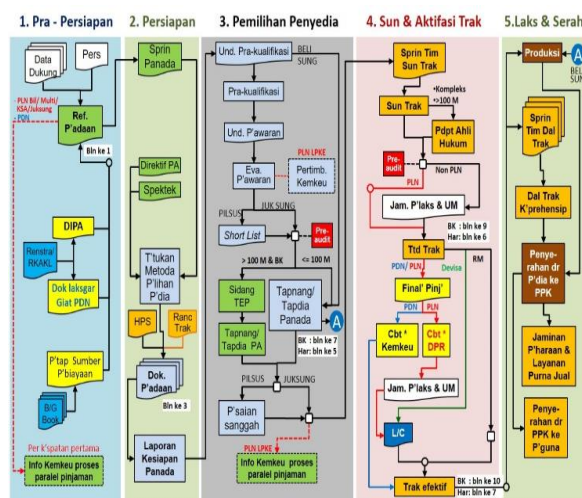 1. Pra - Persiapan
Data
Dukung
Pers
- PLN Bil/ Multi/
KSA/Juksung
- PDN
Ref.
P'adaan
Bln ke 1
DIPA
Renstra/
RKAKL
Dok laksgar
Giat PDN
P'tap Sumber
P'biayaan
B/G
Book
Per k'spatan pertama
Info Kemkeu proses
paralel pinjaman
2. Persiapan
Sprin
Panada
Direktif PA
Spektek
T'tukan
Metoda
P'lihan
P'dia
HPS
Ranc
Trak
Dok.
P'adaan
Bln ke 3
Laporan
Kesiapan
Panada
3. Pemilihan Penyedia
Und. Pra-kualifikasi
BELI
SUNG
Pra-kualifikasi
Und. P'awaran
PLN LPKE
Eva.
P'awaran
Pertimb.
Kemkeu
PILSUS
JUK SUNG
Short List
Pre-
audit
> 100 M & BK
<= 100 M
Sidang
TEP
Tapnang/
Tapdia
Panada
A
Tapnang/
Tapdia PA
BK : bln ke 7
Har: bln ke 5
PILSUS
JUKSUNG
P'saian
sanggah
PLN LPKE
Info Kemkeu proses
paralel pinjaman
4. Sun & Aktifasi Trak
Sprin Tim
Sun Trak
•Kompleks
•>100 M
Sun Trak
Pdpt Ahli
Hukum
Pre-
audit
Non PLN
PLN
Jam. P'laks & UM
BK : bln ke 9
Har: bln ke 6
Ttd Trak
PDN/ PLN
Devisa
RM
Final' Pinj'
PDN
PLN
Cbt *
Kemkeu
Cbt *
DPR
Jam. P'laks & UM
L/C
BK : bln ke 10
Har: bln ke 7
Trak efektif
5.Laks & Serah
Produksi
A
BELI
SUNG
Sprin
Tim Dal
Trak
Dal Trak
K'prehensip
Penye-
rahan dr
P'dia ke
PPK
Jaminan
P'haraan &
Layanan
Purna Jual
Penye-
rahan dr
PPK ke
P'guna